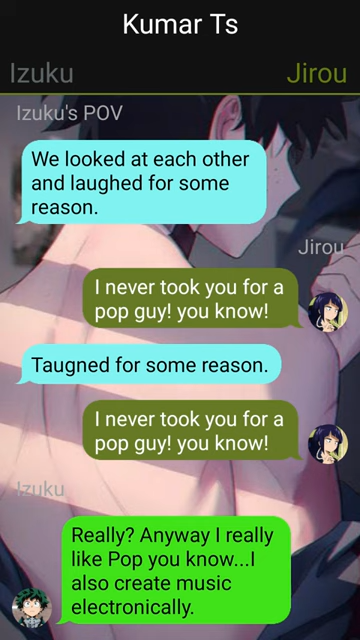 Kumar Ts
Izuku
Jirou
Izuku's POV
We looked at each other
and laughed for some
reason.
Jirou
I never took you for a
pop guy! you know!
Taugned for some reason.
I never took you for a
pop guy! you know!
Izuku
Really? Anyway I really
like Pop you know...I
also create music
electronically.